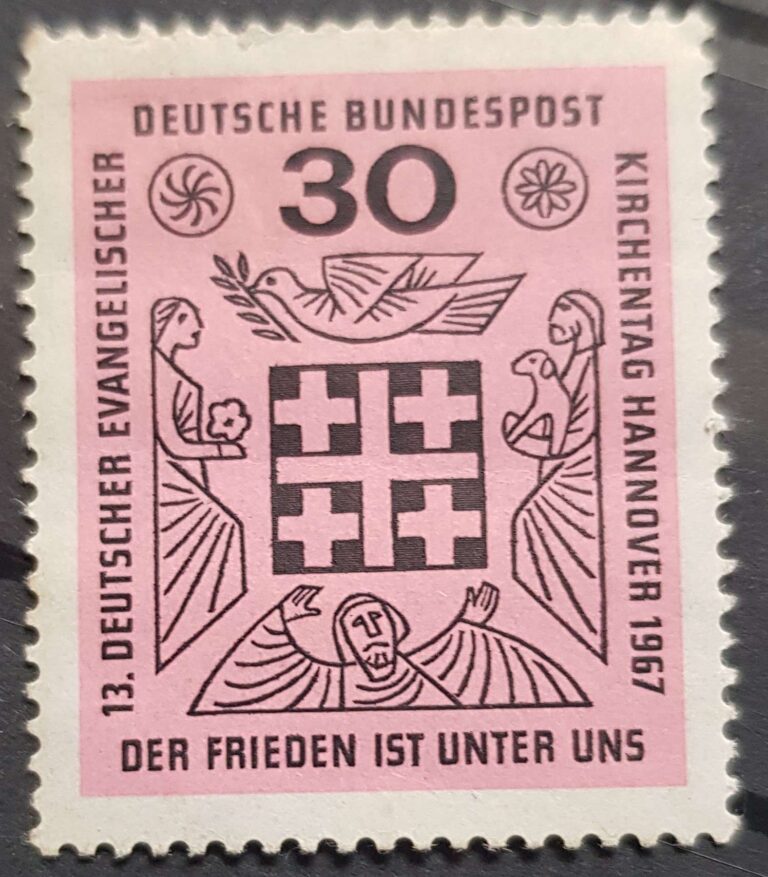 DEUTSCHE BUNDESPOST
30
13. DEUTSCHER EVANGELISCHER
KIRCHENTAG HANNOVER 1967
DER FRIEDEN IST UNTER UNS